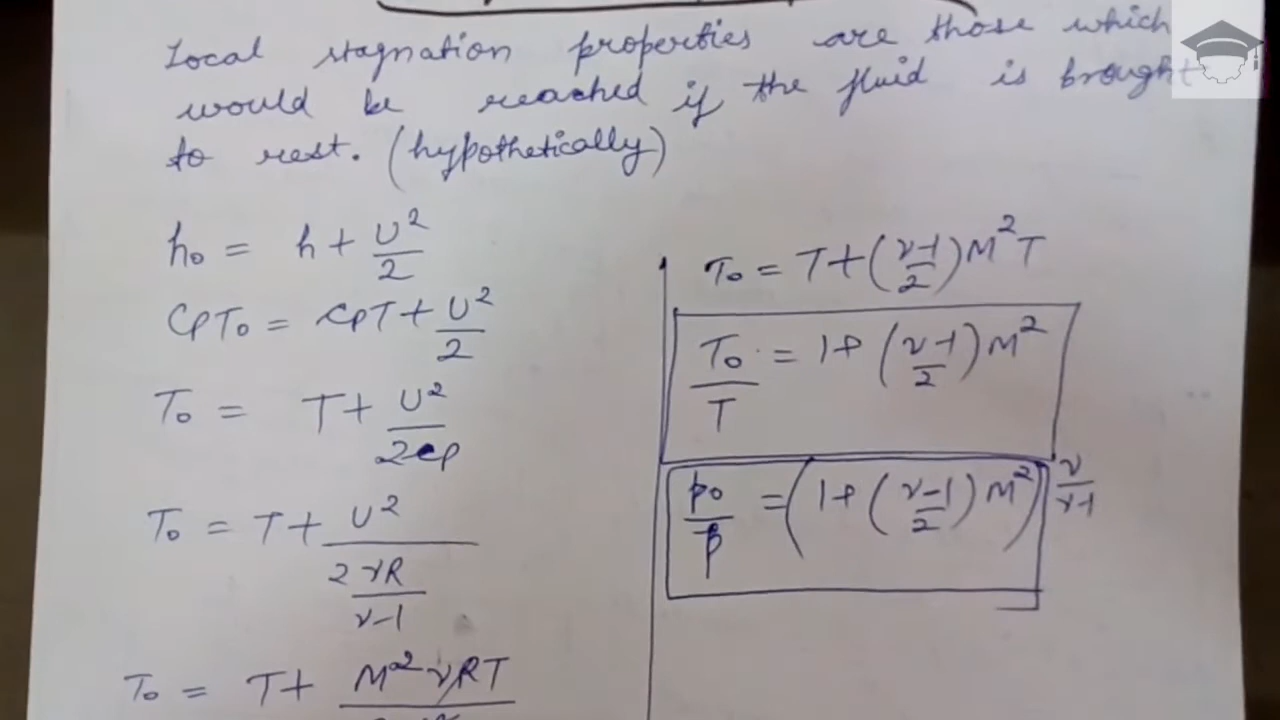 Local stagnation properties are those which
would be reached if the fluid is brought
to rest. (hypothetically)
h₀ = h + U²/2
CpT₀ = CpT + U²/2
T₀ = T + U²/2Cp
T₀ = T + U²/(2γR/(γ-1))
T₀ = T + M²γRT
T₀ = T + ((γ-1)/2)M²T
T₀/T = 1 + ((γ-1)/2)M²
p₀/p = (1 + ((γ-1)/2)M²)^(γ/(γ-1))